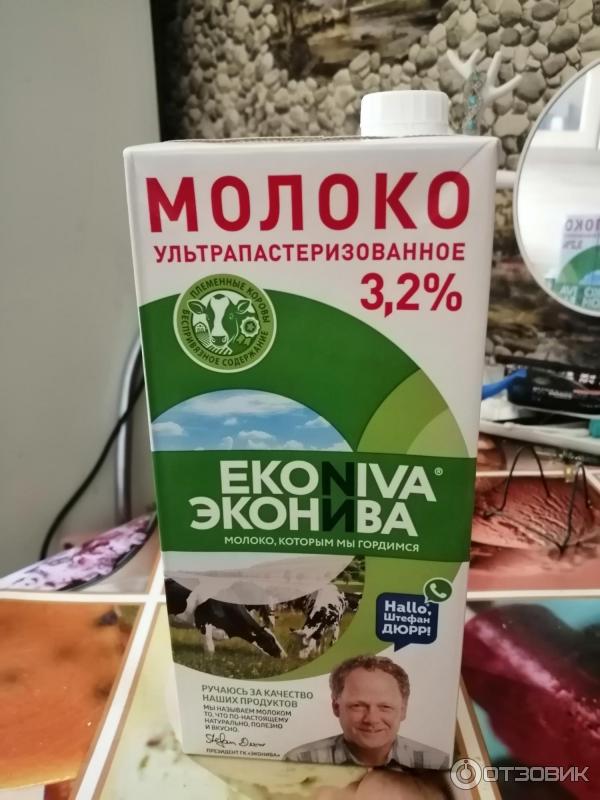 МОЛОКО
УЛЬТРАПАСТЕРИЗОВАННОЕ
3,2%
ПЛЕМЕННЫЕ КОРОВЫ
БЕСПРИВЯЗНОЕ СОДЕРЖАНИЕ
EKONIVA®
ЭКОНИВА
МОЛОКО, КОТОРЫМ МЫ ГОРДИМСЯ
Hallo,
Штефан
ДЮРР!
РУЧАЮСЬ ЗА КАЧЕСТВО
НАШИХ ПРОДУКТОВ
МЫ НАЗЫВАЕМ МОЛОКОМ
ТО, ЧТО ПО-НАСТОЯЩЕМУ
НАТУРАЛЬНО, ПОЛЕЗНО
И ВКУСНО.
ПРЕЗИДЕНТ ГК «ЭКОНИВА»
ОТЗОВИК